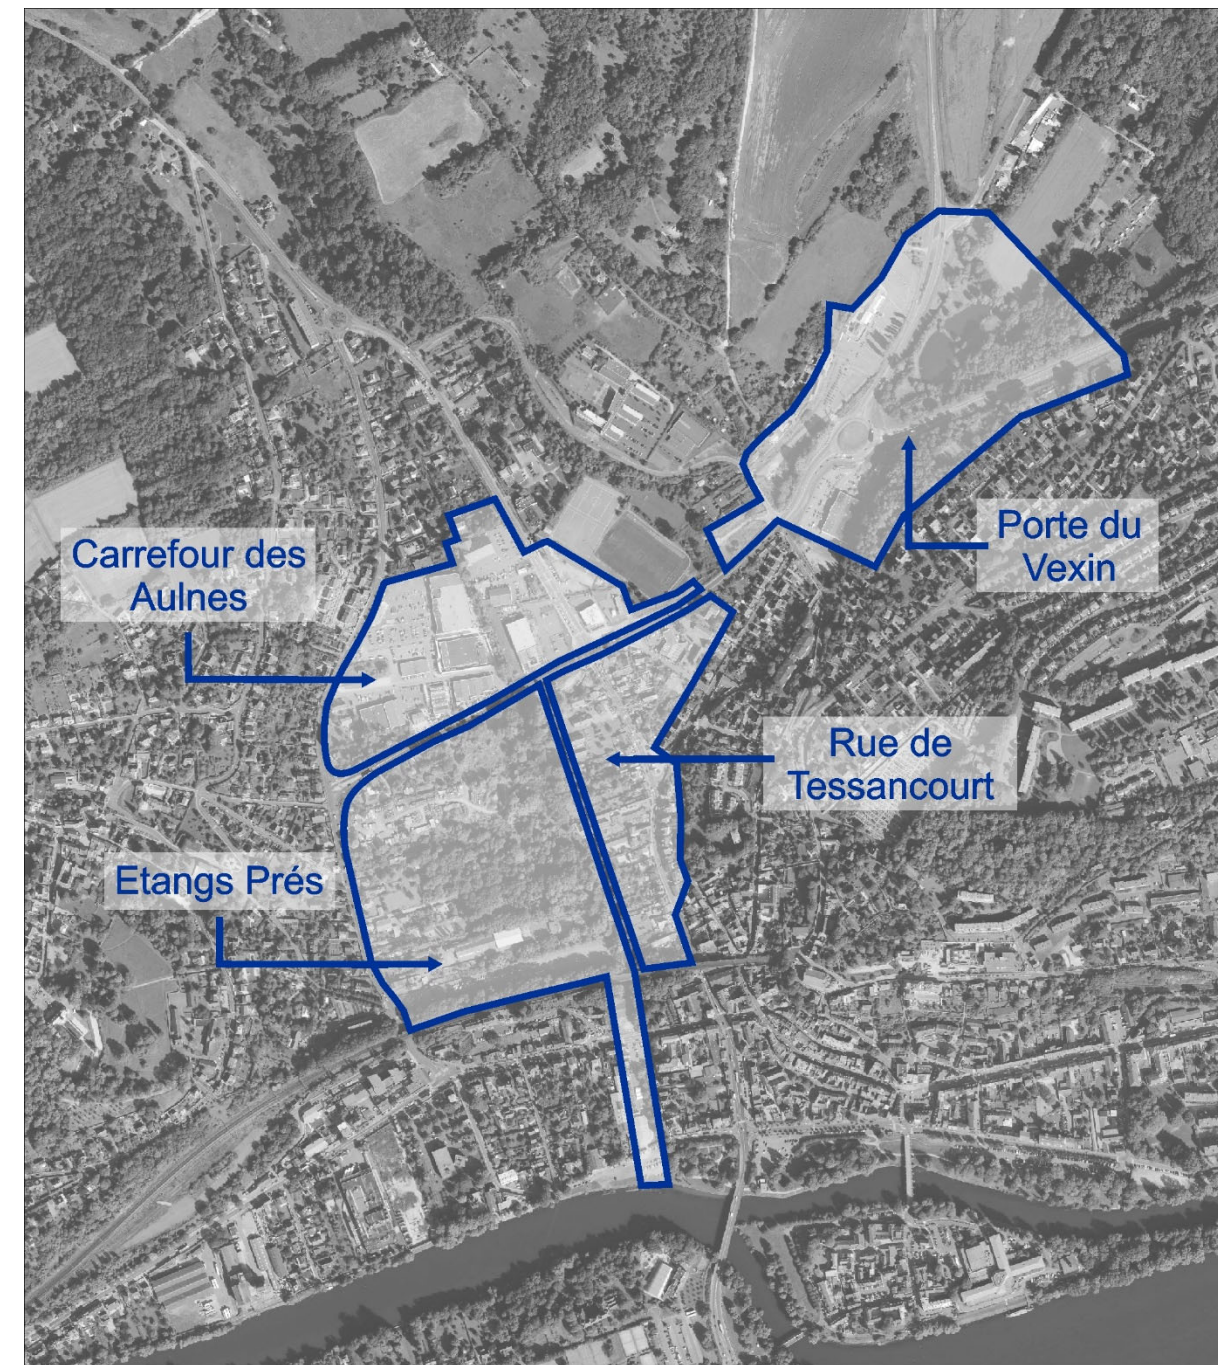 Porte du
Vexin
Carrefour des
Aulnes
Rue de
Tessancourt
Etangs Prés